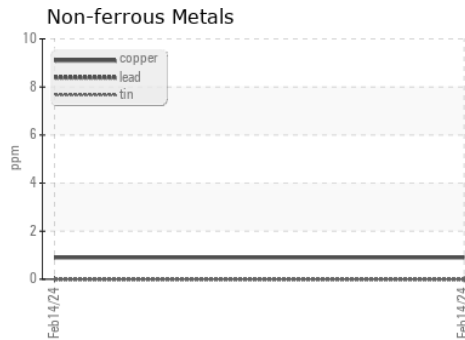 Non-ferrous Metals
10
copper
lead
tin
8
6
ppm
4
2
0
Feb14/24
Feb14/24